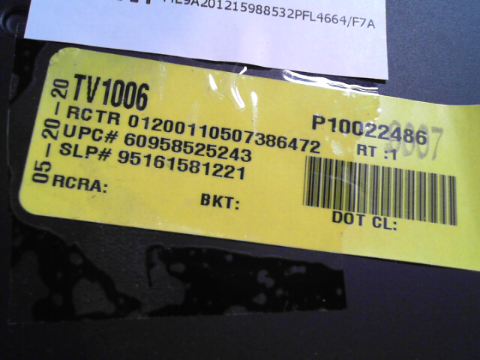 ML9A201215988532PFL4664/F7A
05-20-20
TV1006
P10022486
RCTR 01200110507386472
RT :1
UPC# 60958525243
SLP# 95161581221
RCRA:
BKT:
DOT CL: